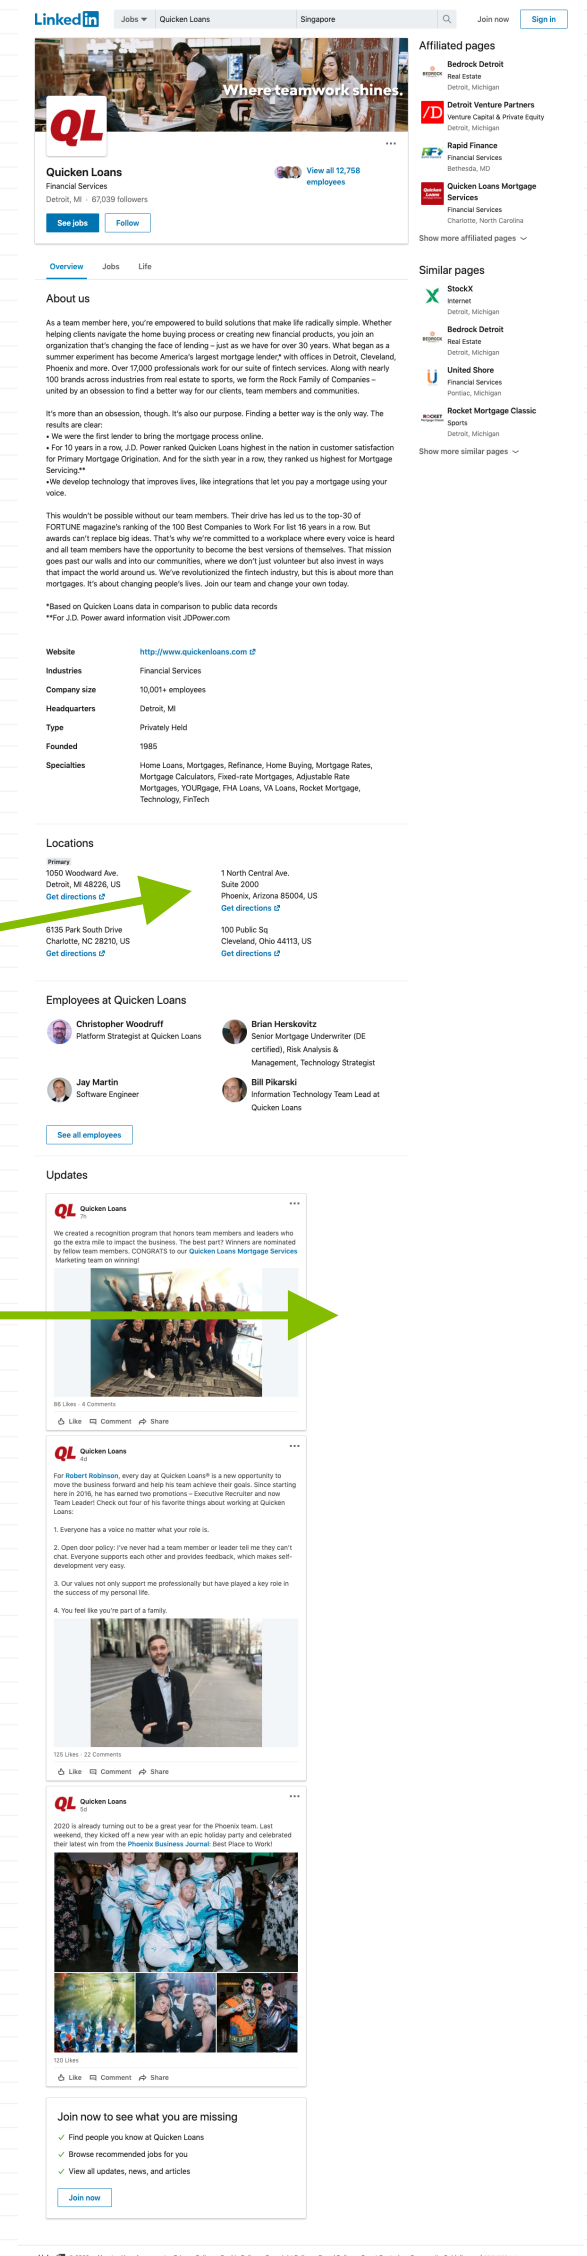 LinkedIn
Jobs
Quicken Loans
Singapore
Join now
Sign in
Where teamwork shines.
QL
Quicken Loans
Financial Services
Detroit, MI · 67,039 followers
View all 12,758
employees
See jobs
Follow
Overview
Jobs
Life
About us
As a team member here, you're empowered to build solutions that make life radically simple. Whether
helping clients navigate the home buying process or creating new financial products, you join an
organization that's changing the face of lending – just as we have for over 30 years. What began as a
summer experiment has become America's largest mortgage lender,* with offices in Detroit, Cleveland,
Phoenix and more. Over 17,000 professionals work for our suite of fintech services. Along with nearly
100 brands across industries from real estate to sports, we form the Rock Family of Companies –
united by an obsession to find a better way for our clients, team members and communities.
It's more than an obsession, though. It's also our purpose. Finding a better way is the only way. The
results are clear:
• We were the first lender to bring the mortgage process online.
• For 10 years in a row, J.D. Power ranked Quicken Loans highest in the nation in customer satisfaction
for Primary Mortgage Origination. And for the sixth year in a row, they ranked us highest for Mortgage
Servicing.**
•We develop technology that improves lives, like integrations that let you pay a mortgage using your
voice.
This wouldn't be possible without our team members. Their drive has led us to the top-30 of
FORTUNE magazine's ranking of the 100 Best Companies to Work For list 16 years in a row. But
awards can't replace big ideas. That's why we're committed to a workplace where every voice is heard
and all team members have the opportunity to become the best versions of themselves. That mission
goes past our walls and into our communities, where we don't just volunteer but also invest in ways
that impact the world around us. We've revolutionized the fintech industry, but this is about more than
mortgages. It's about changing people's lives. Join our team and change your own today.
*Based on Quicken Loans data in comparison to public data records
**For J.D. Power award information visit JDPower.com
Website http://www.quickenloans.com
Industries Financial Services
Company size 10,001+ employees
Headquarters Detroit, MI
Type Privately Held
Founded 1985
Specialties Home Loans, Mortgages, Refinance, Home Buying, Mortgage Rates,
Mortgage Calculators, Fixed-rate Mortgages, Adjustable Rate
Mortgages, YOURgage, FHA Loans, VA Loans, Rocket Mortgage,
Technology, FinTech
Locations
Primary
1050 Woodward Ave.
Detroit, MI 48226, US
Get directions
1 North Central Ave.
Suite 2000
Phoenix, Arizona 85004, US
Get directions
6135 Park South Drive
Charlotte, NC 28210, US
Get directions
100 Public Sq
Cleveland, Ohio 44113, US
Get directions
Employees at Quicken Loans
Christopher Woodruff
Platform Strategist at Quicken Loans
Brian Herskovitz
Senior Mortgage Underwriter (DE
certified), Risk Analysis &
Management, Technology Strategist
Jay Martin
Software Engineer
Bill Pikarski
Information Technology Team Lead at
Quicken Loans
See all employees
Updates
QL Quicken Loans
7h
We created a recognition program that honors team members and leaders who
go the extra mile to impact the business. The best part? Winners are nominated
by fellow team members. CONGRATS to our Quicken Loans Mortgage Services
Marketing team on winning!
86 Likes · 4 Comments
Like Comment Share
QL Quicken Loans
4d
For Robert Robinson, every day at Quicken Loans® is a new opportunity to
move the business forward and help his team achieve their goals. Since starting
here in 2016, he has earned two promotions – Executive Recruiter and now
Team Leader! Check out four of his favorite things about working at Quicken
Loans:
1. Everyone has a voice no matter what your role is.
2. Open door policy: I've never had a team member or leader tell me they can't
chat. Everyone supports each other and provides feedback, which makes self-
development very easy.
3. Our values not only support me professionally but have played a key role in
the success of my personal life.
4. You feel like you're part of a family.
125 Likes · 22 Comments
Like Comment Share
QL Quicken Loans
5d
2020 is already turning out to be a great year for the Phoenix team. Last
weekend, they kicked off a new year with an epic holiday party and celebrated
their latest win from the Phoenix Business Journal: Best Place to Work!
120 Likes
Like Comment Share
Join now to see what you are missing
Find people you know at Quicken Loans
Browse recommended jobs for you
View all updates, news, and articles
Join now
Affiliated pages
Bedrock Detroit
Real Estate
Detroit, Michigan
Detroit Venture Partners
Venture Capital & Private Equity
Detroit, Michigan
Rapid Finance
Financial Services
Bethesda, MD
Quicken Loans Mortgage
Services
Financial Services
Charlotte, North Carolina
Show more affiliated pages
Similar pages
StockX
Internet
Detroit, Michigan
Bedrock Detroit
Real Estate
Detroit, Michigan
United Shore
Financial Services
Pontiac, Michigan
Rocket Mortgage Classic
Sports
Detroit, Michigan
Show more similar pages